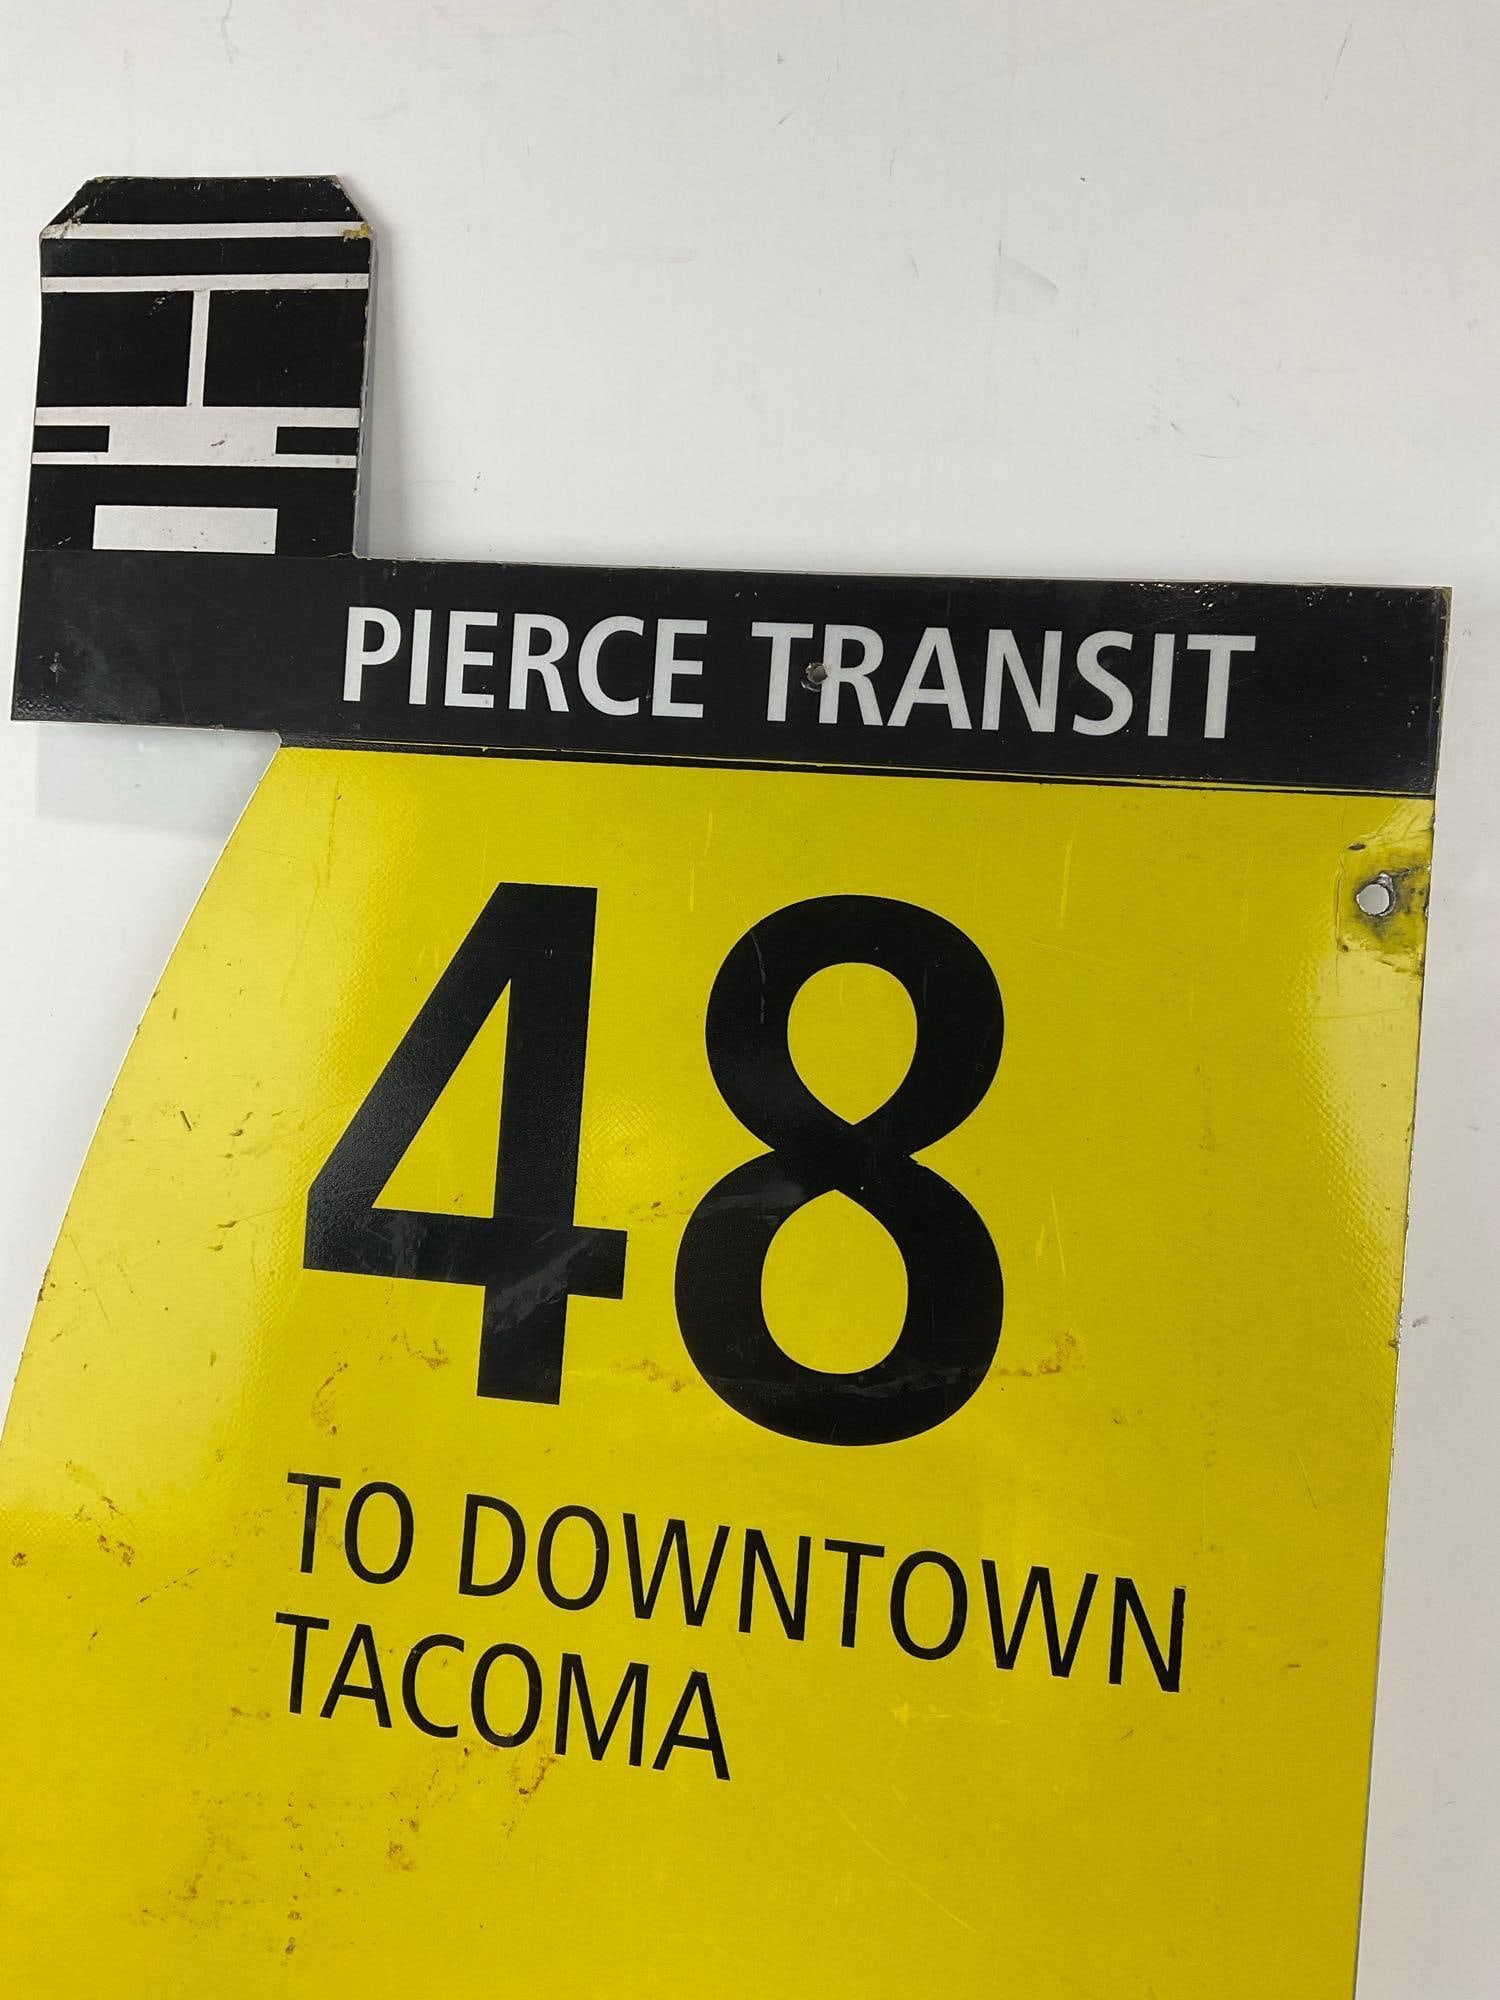 PIERCE TRANSIT
48
TO DOWNTOWN
TACOMA